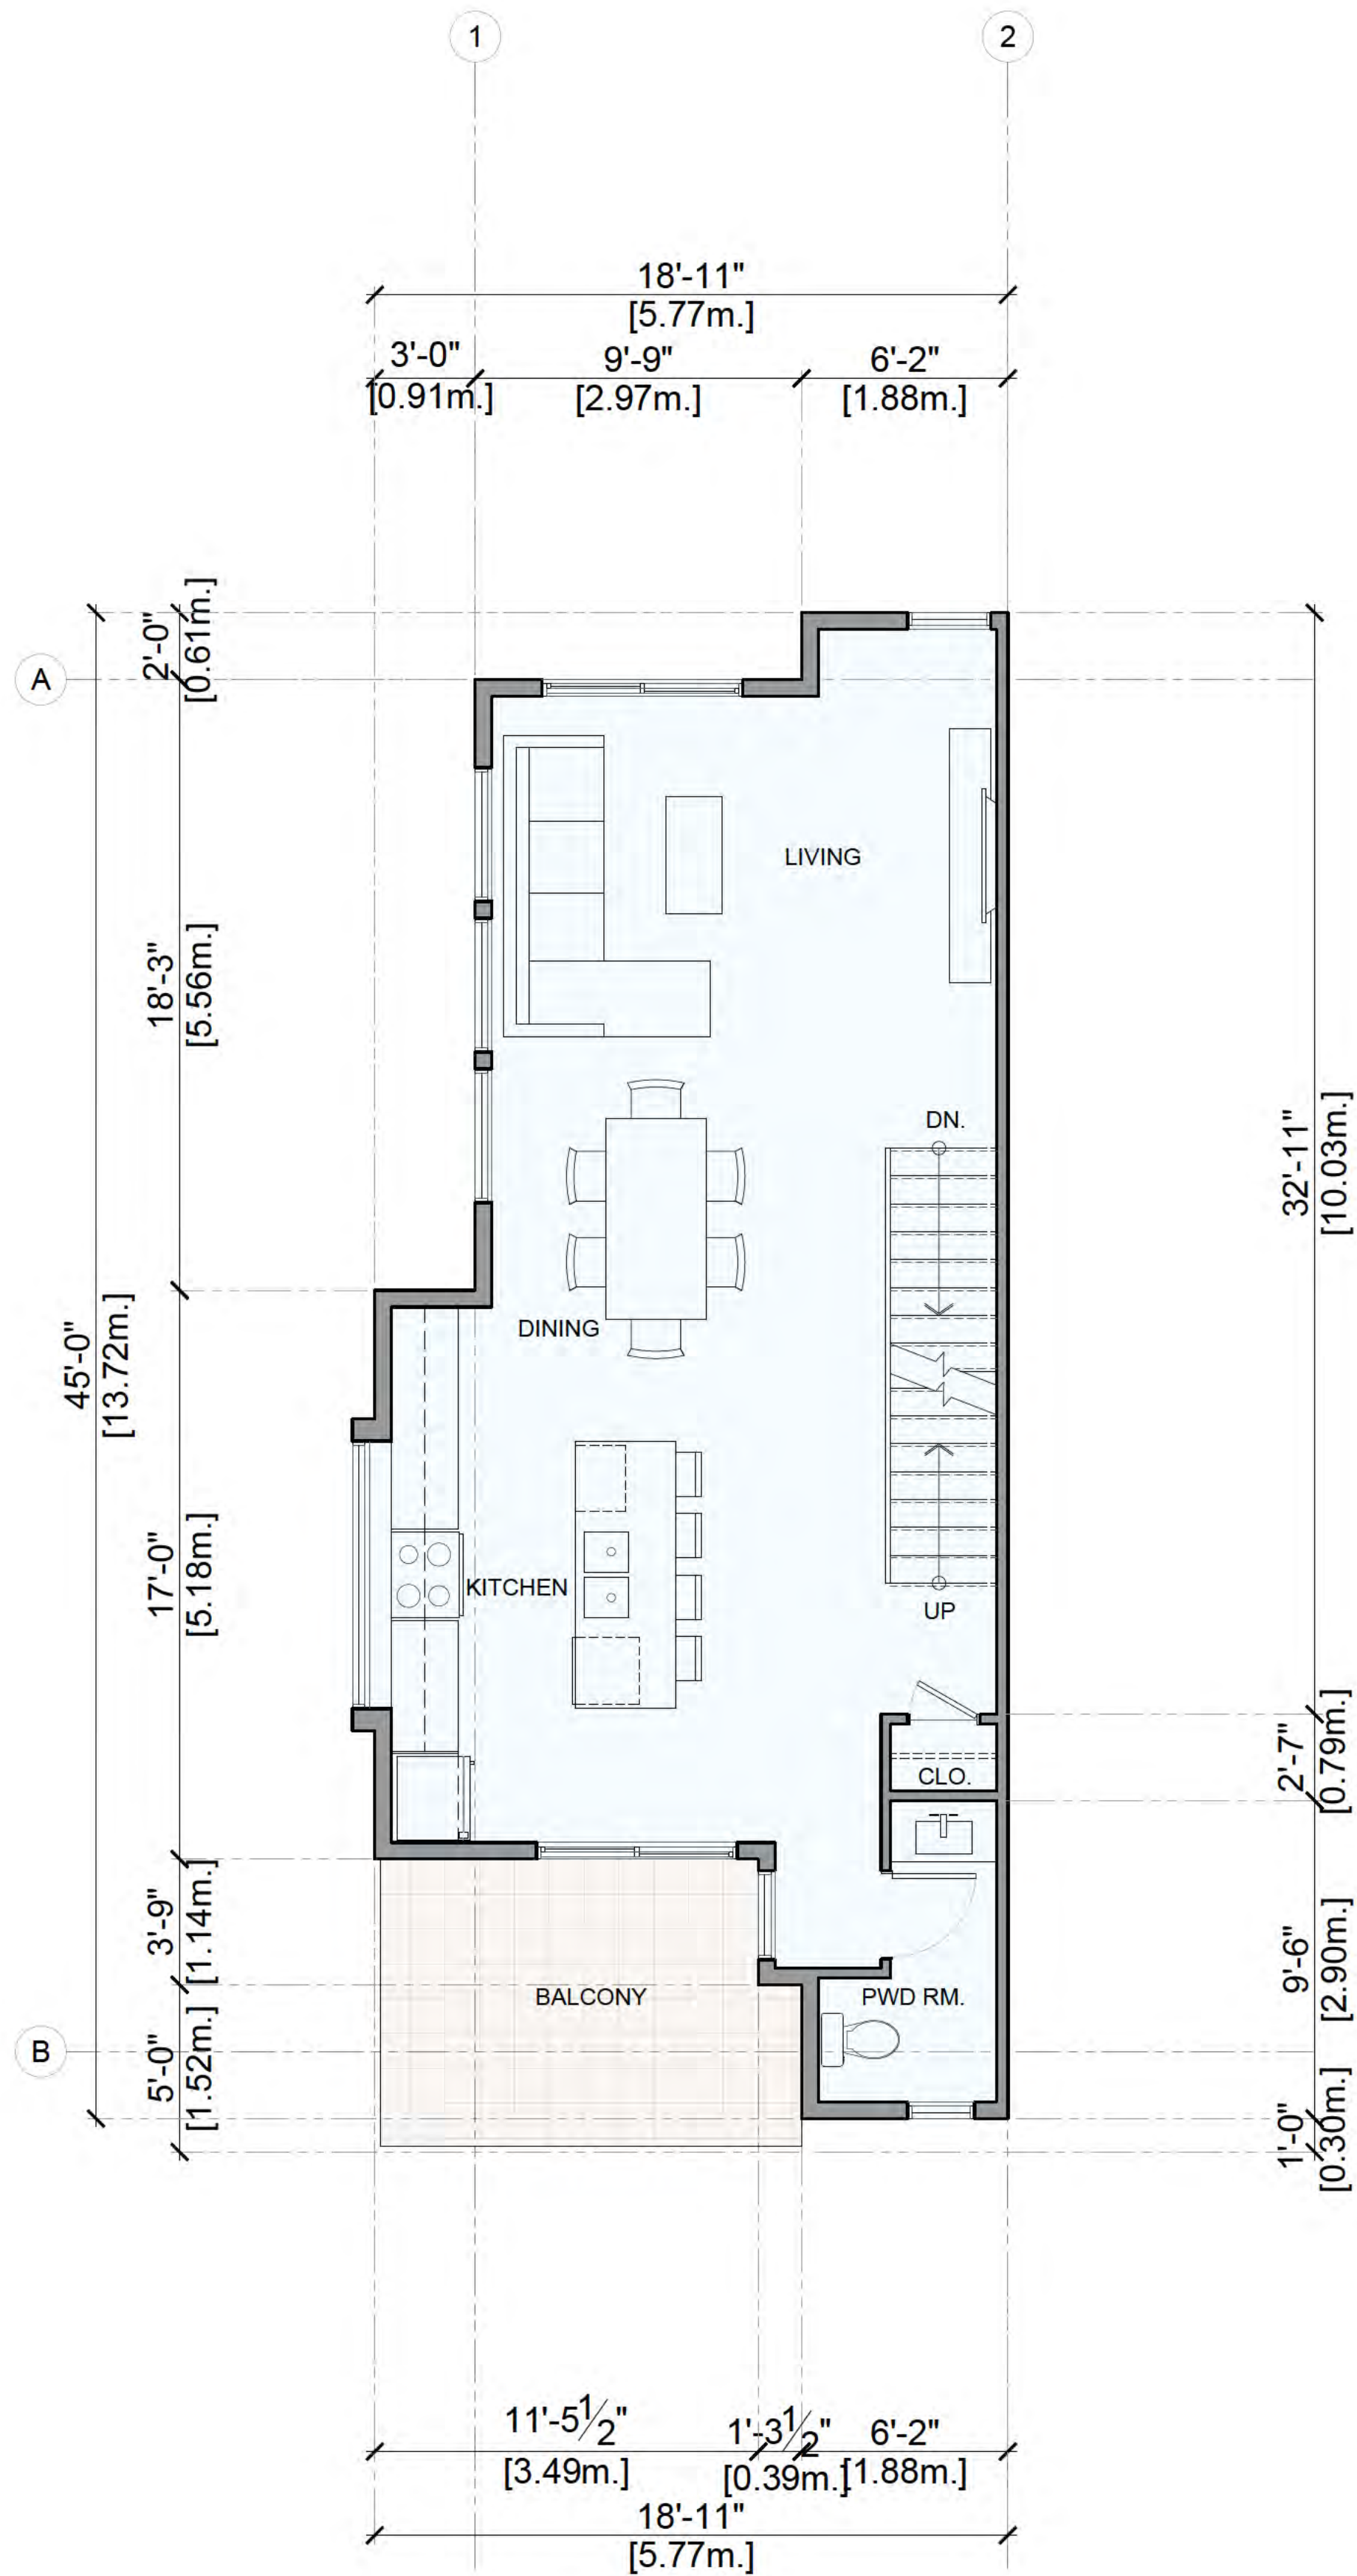 1
2
18'-11"
[5.77m.]
3'-0"
9'-9"
6'-2"
[0.91m.]
[2.97m.]
[1.88m.]
2'-0"
[0.61m.]
A
LIVING
18'-3"
[5.56m.]
DN.
32'-11"
[10.03m.]
DINING
45'-0"
[13.72m.]
17'-0"
[5.18m.]
KITCHEN
UP
2'-7"
[0.79m.]
CLO.
3'-9"
[1.14m.]
9'-6"
[2.90m.]
BALCONY
PWD RM.
B
5'-0"
[1.52m.]
1'-0"
[0.30m.]
11'-5 1/2"
1'-3 1/2"
6'-2"
[3.49m.]
[0.39m.]
[1.88m.]
18'-11"
[5.77m.]